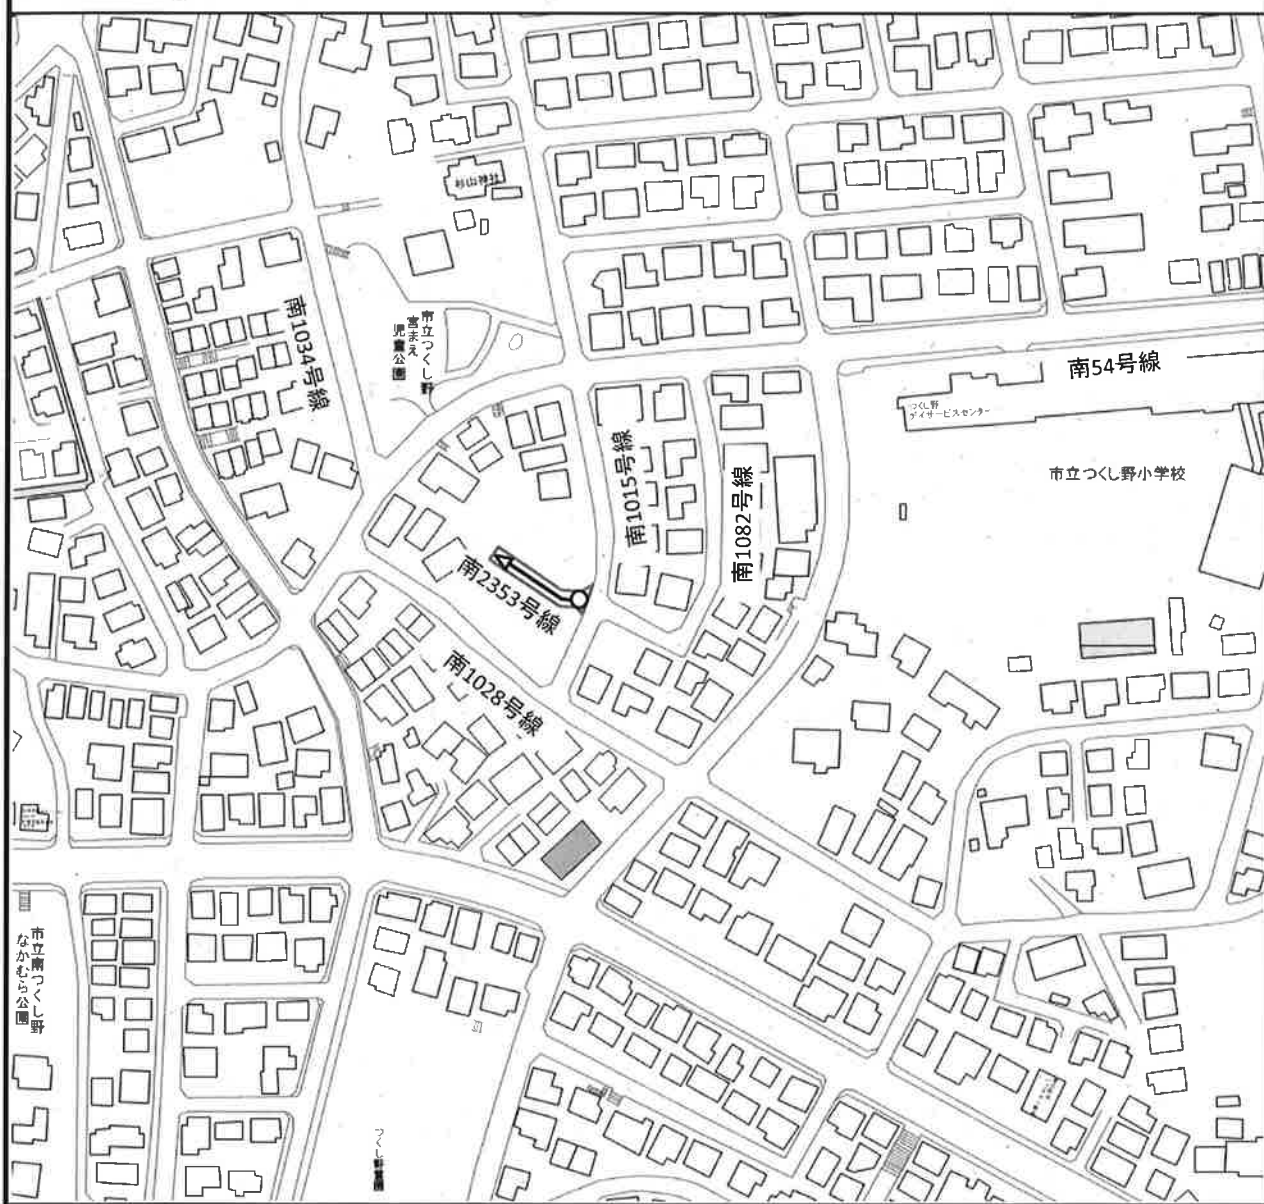 杉山神社
南1034号線
市立つくし野
宮まえ
児童公園
南54号線
つくし野
デイサービスセンター
市立つくし野小学校
南1015号線
南1082号線
南2353号線
南1028号線
市立南つくし野
なかむら公園